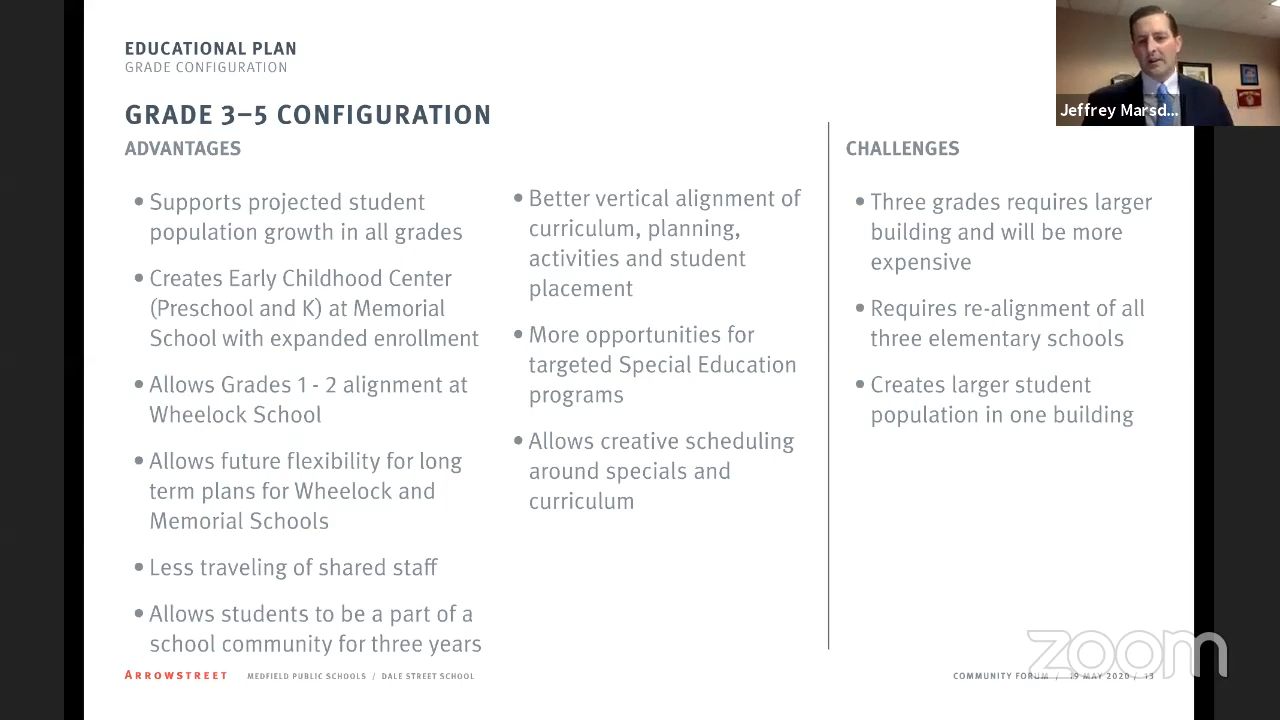 EDUCATIONAL PLAN
GRADE CONFIGURATION
GRADE 3–5 CONFIGURATION
ADVANTAGES
• Supports projected student
population growth in all grades
• Creates Early Childhood Center
(Preschool and K) at Memorial
School with expanded enrollment
• Allows Grades 1 - 2 alignment at
Wheelock School
• Allows future flexibility for long
term plans for Wheelock and
Memorial Schools
• Less traveling of shared staff
• Allows students to be a part of a
school community for three years
• Better vertical alignment of
curriculum, planning,
activities and student
placement
• More opportunities for
targeted Special Education
programs
• Allows creative scheduling
around specials and
curriculum
CHALLENGES
• Three grades requires larger
building and will be more
expensive
• Requires re-alignment of all
three elementary schools
• Creates larger student
population in one building
Jeffrey Marsd...
ARROWSTREET MEDFIELD PUBLIC SCHOOLS / DALE STREET SCHOOL
COMMUNITY FORUM / 19 MAY 2020 / 13
zoom